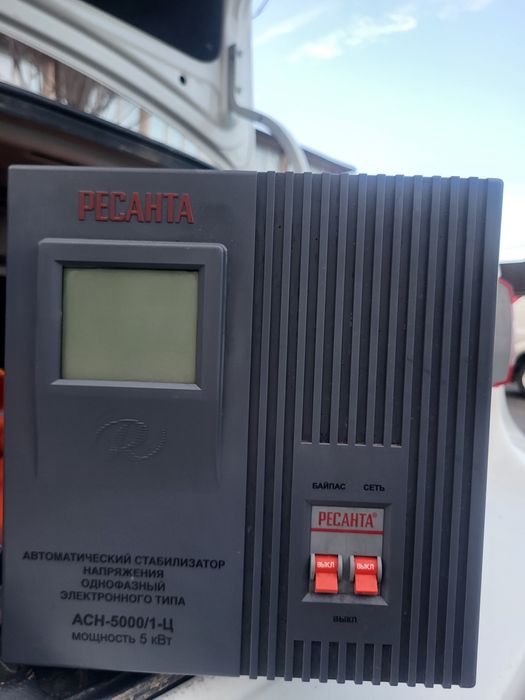 РЕСАНТА
БАЙПАС СЕТЬ
РЕСАНТА®
ВЫКЛ ВЫКЛ
ВЫКЛ
АВТОМАТИЧЕСКИЙ СТАБИЛИЗАТОР
НАПРЯЖЕНИЯ
ОДНОФАЗНЫЙ
ЭЛЕКТРОННОГО ТИПА
АСН-5000/1-Ц
МОЩНОСТЬ 5 кВт